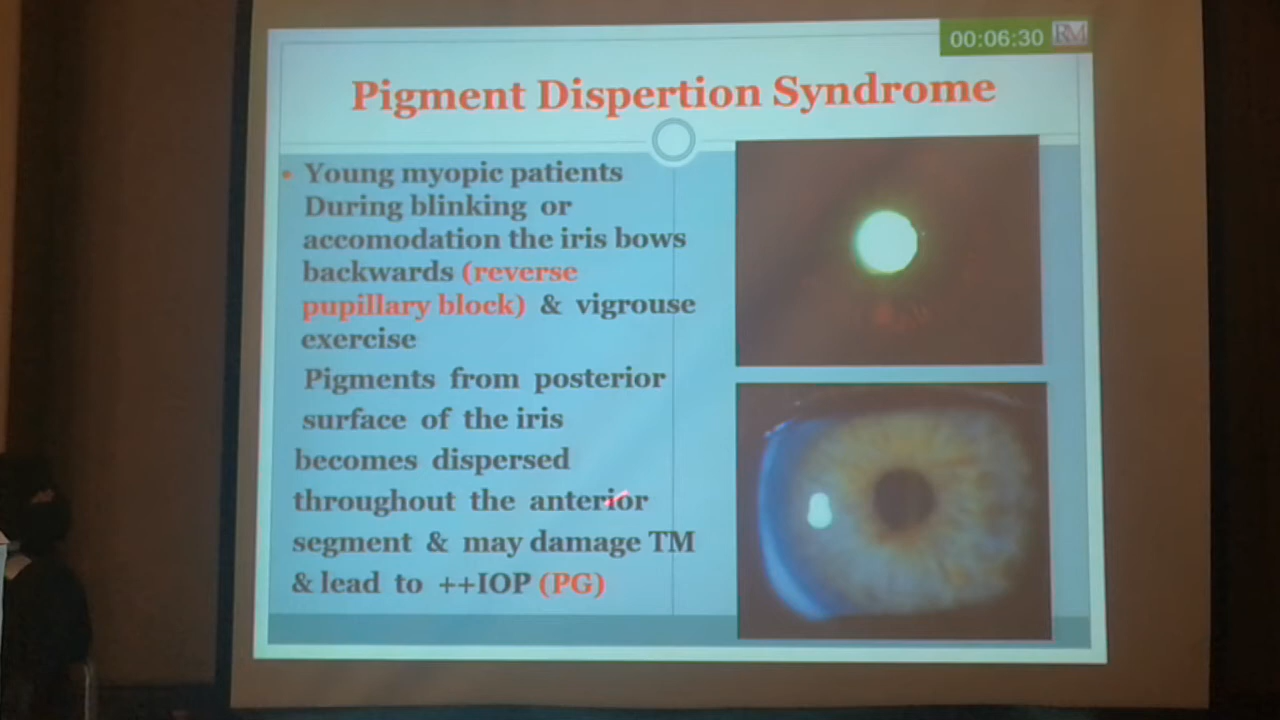 00:06:30 RM
Pigment Dispertion Syndrome
Young myopic patients
During blinking or
accomodation the iris bows
backwards (reverse
pupillary block) & vigrouse
exercise
Pigments from posterior
surface of the iris
becomes dispersed
throughout the anterior
segment & may damage TM
& lead to ++IOP (PG)